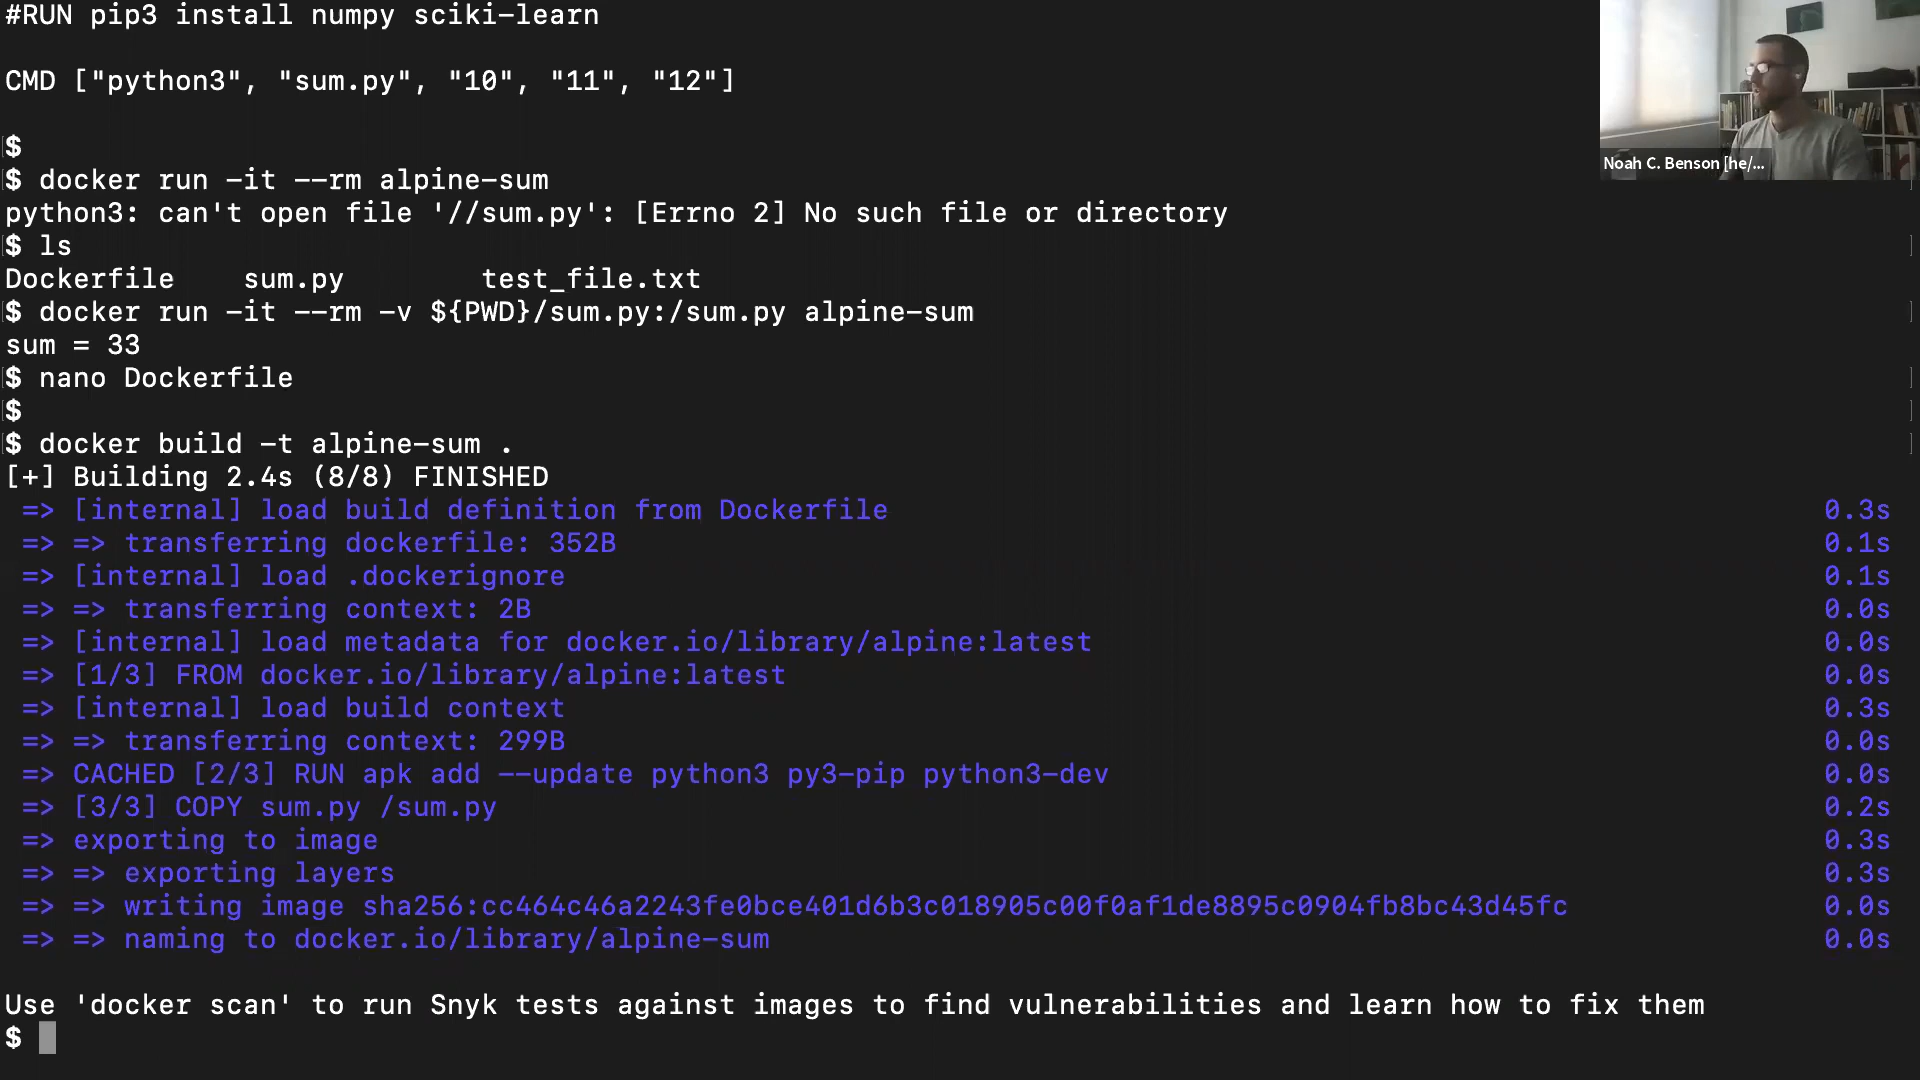 #RUN pip3 install numpy sciki-learn
CMD ["python3", "sum.py", "10", "11", "12"]
$
$ docker run -it --rm alpine-sum
python3: can't open file '//sum.py': [Errno 2] No such file or directory
$ ls
Dockerfile    sum.py        test_file.txt
$ docker run -it --rm -v ${PWD}/sum.py:/sum.py alpine-sum
sum = 33
$ nano Dockerfile
$
$ docker build -t alpine-sum .
[+] Building 2.4s (8/8) FINISHED
=> [internal] load build definition from Dockerfile 0.3s
=> => transferring dockerfile: 352B 0.1s
=> [internal] load .dockerignore 0.1s
=> => transferring context: 2B 0.0s
=> [internal] load metadata for docker.io/library/alpine:latest 0.0s
=> [1/3] FROM docker.io/library/alpine:latest 0.0s
=> [internal] load build context 0.3s
=> => transferring context: 299B 0.0s
=> CACHED [2/3] RUN apk add --update python3 py3-pip python3-dev 0.0s
=> [3/3] COPY sum.py /sum.py 0.2s
=> exporting to image 0.3s
=> => exporting layers 0.3s
=> => writing image sha256:cc464c46a2243fe0bce401d6b3c018905c00f0af1de8895c0904fb8bc43d45fc 0.0s
=> => naming to docker.io/library/alpine-sum 0.0s
Use 'docker scan' to run Snyk tests against images to find vulnerabilities and learn how to fix them
$
Noah C. Benson [he/...